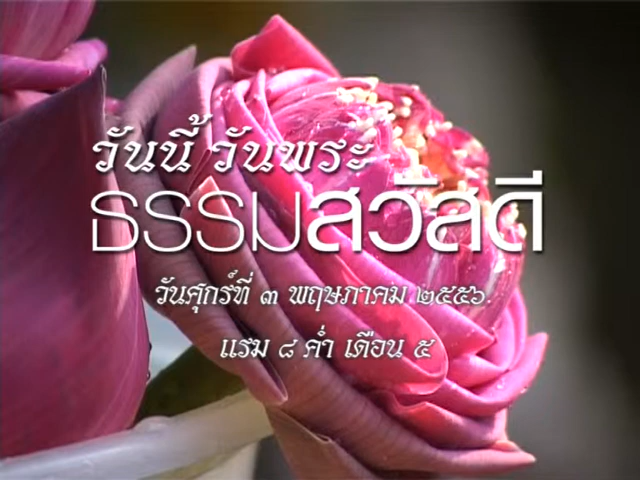 วันนี้ วันพระ
ธรรมสวัสดี
วันศุกร์ที่ ๓ พฤษภาคม ๒๕๕๖
แรม ๘ ค่ำ เดือน ๕